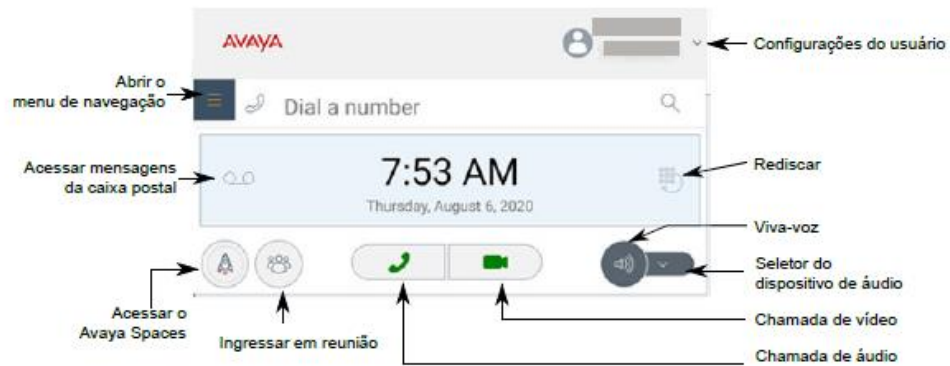 AVAYA
Configurações do usuário
Abrir o
menu de navegação
Dial a number
Acessar mensagens
da caixa postal
7:53 AM
Thursday, August 6, 2020
Rediscar
Viva-voz
Seletor do
dispositivo de áudio
Acessar o
Avaya Spaces
Ingressar em reunião
Chamada de vídeo
Chamada de áudio